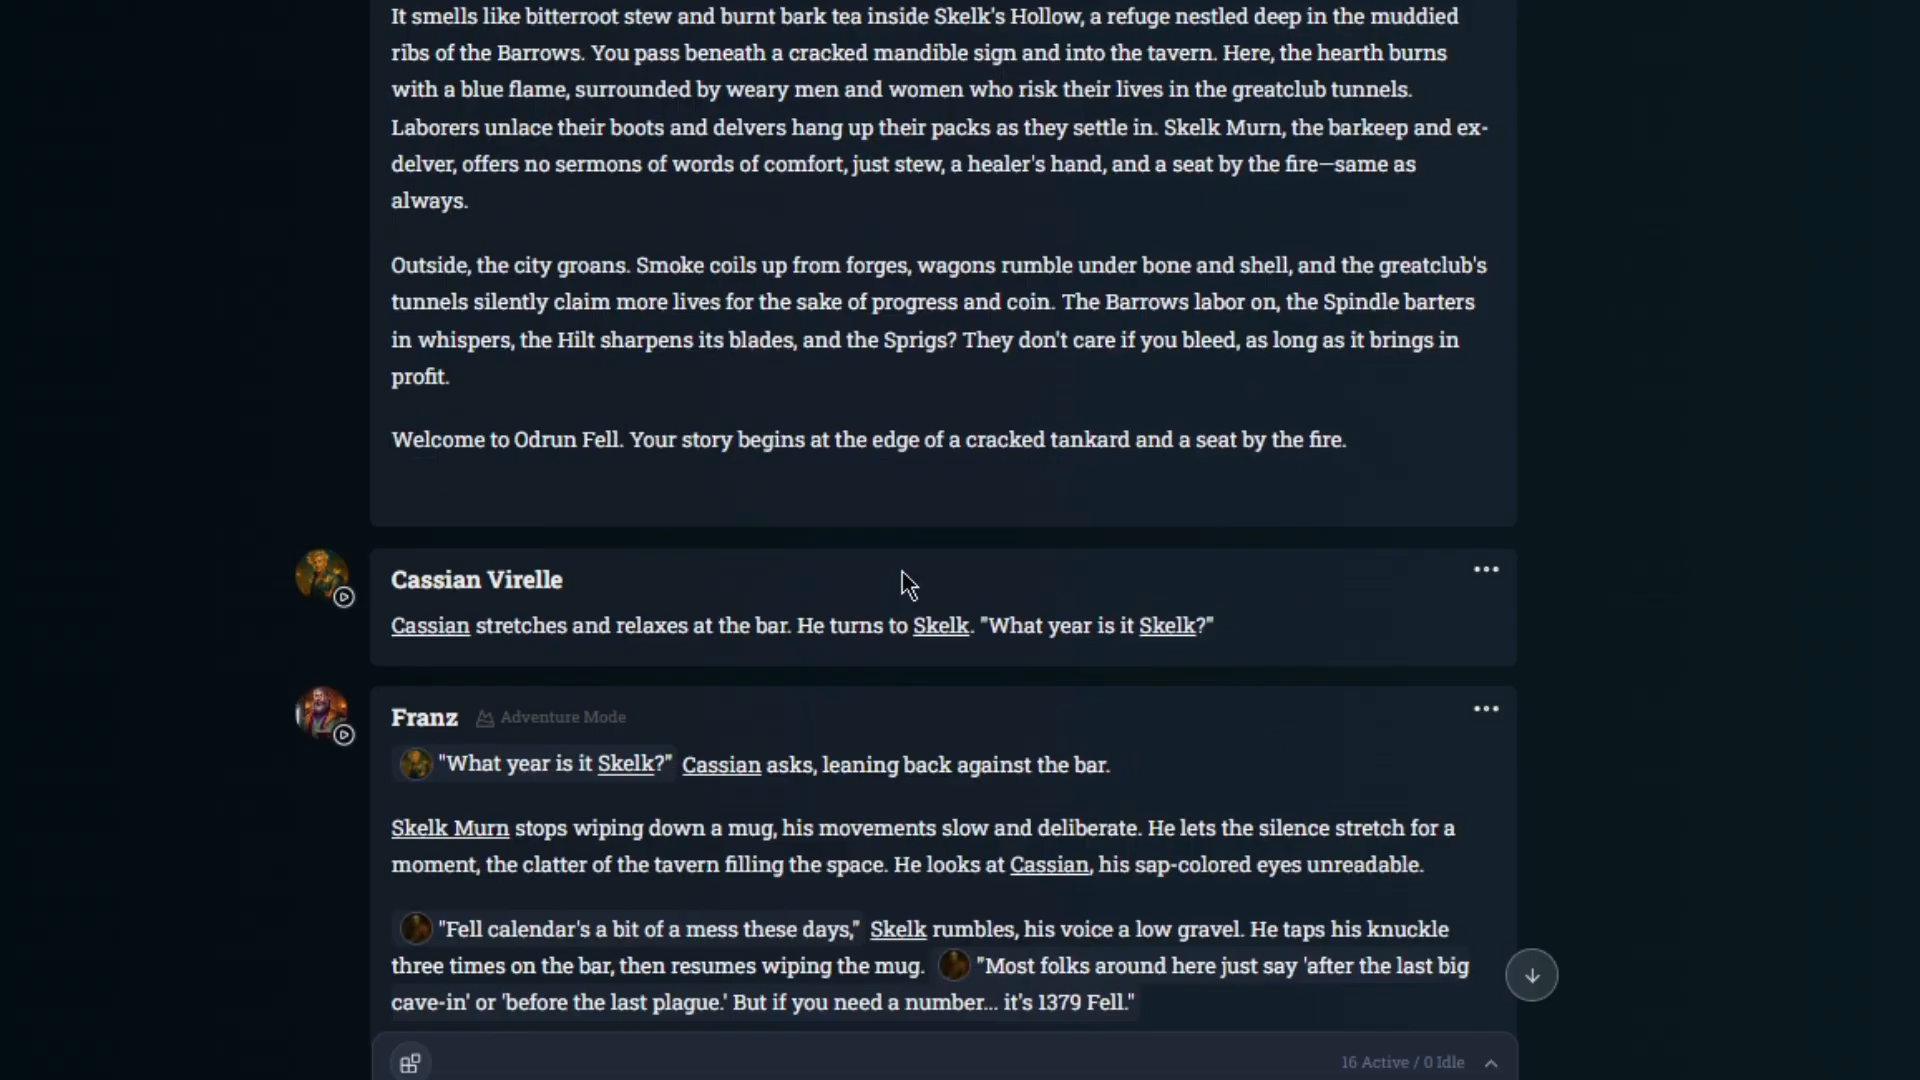 It smells like bitterroot stew and burnt bark tea inside Skelk's Hollow, a refuge nestled deep in the muddied
ribs of the Barrows. You pass beneath a cracked mandible sign and into the tavern. Here, the hearth burns
with a blue flame, surrounded by weary men and women who risk their lives in the greatclub tunnels.
Laborers unlace their boots and delvers hang up their packs as they settle in. Skelk Murn, the barkeep and ex-
delver, offers no sermons of words of comfort, just stew, a healer's hand, and a seat by the fire—same as
always.
Outside, the city groans. Smoke coils up from forges, wagons rumble under bone and shell, and the greatclub's
tunnels silently claim more lives for the sake of progress and coin. The Barrows labor on, the Spindle barters
in whispers, the Hilt sharpens its blades, and the Sprigs? They don't care if you bleed, as long as it brings in
profit.
Welcome to Odrun Fell. Your story begins at the edge of a cracked tankard and a seat by the fire.
Cassian Virelle
Cassian stretches and relaxes at the bar. He turns to Skelk. "What year is it Skelk?"
Franz Adventure Mode
"What year is it Skelk?" Cassian asks, leaning back against the bar.
Skelk Murn stops wiping down a mug, his movements slow and deliberate. He lets the silence stretch for a
moment, the clatter of the tavern filling the space. He looks at Cassian, his sap-colored eyes unreadable.
"Fell calendar's a bit of a mess these days," Skelk rumbles, his voice a low gravel. He taps his knuckle
three times on the bar, then resumes wiping the mug. "Most folks around here just say 'after the last big
cave-in' or 'before the last plague.' But if you need a number... it's 1379 Fell."
16 Active / 0 Idle